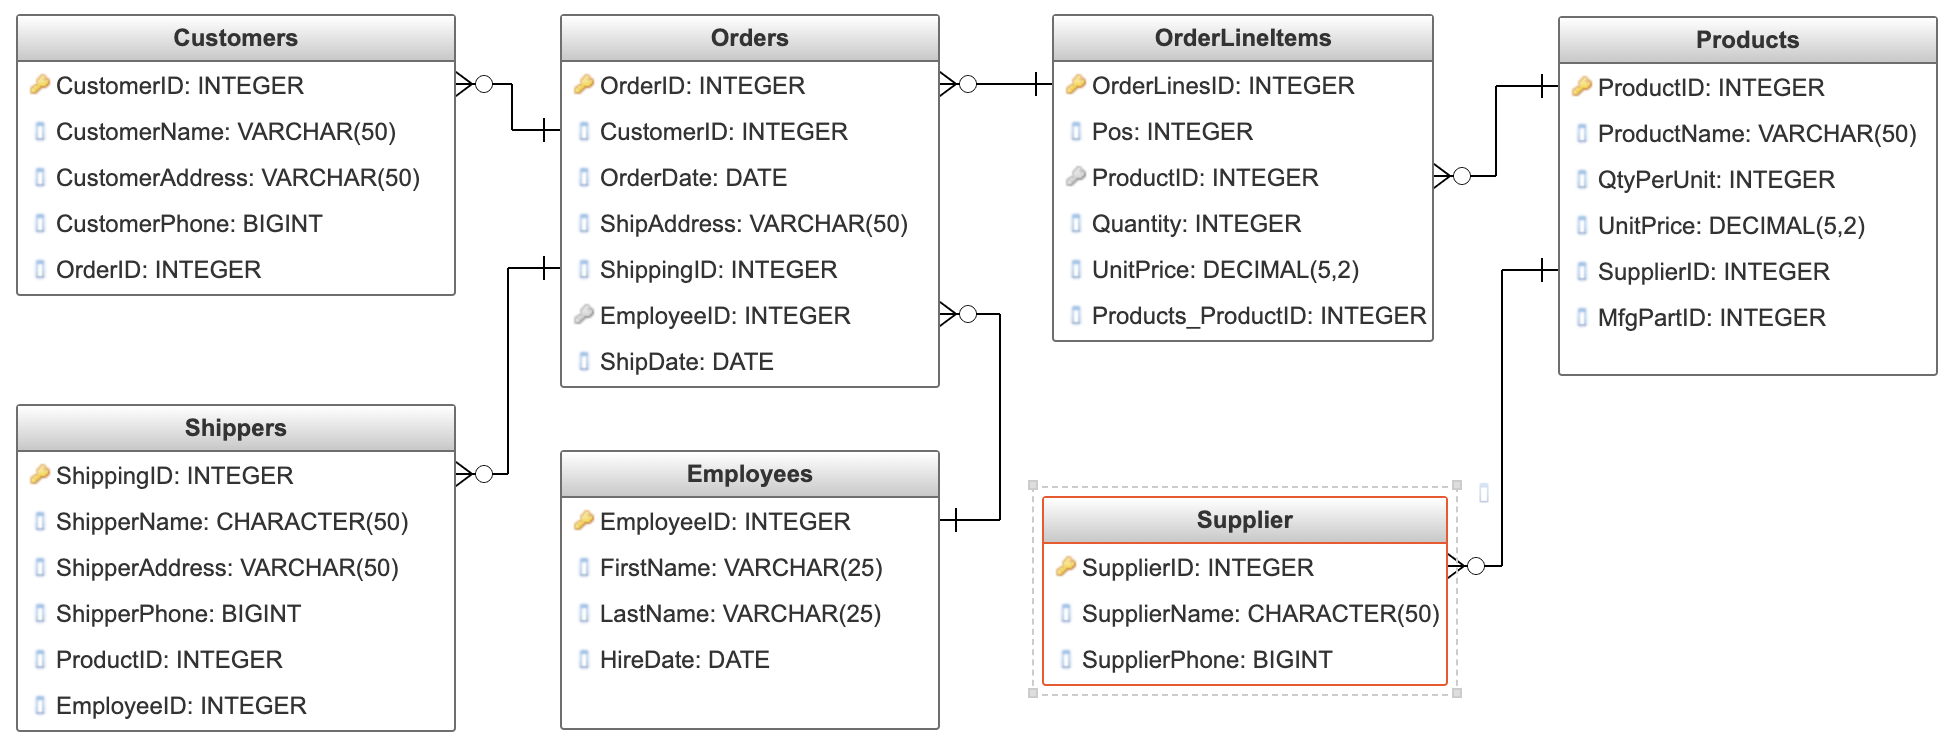 Customers
CustomerID: INTEGER
CustomerName: VARCHAR(50)
CustomerAddress: VARCHAR(50)
CustomerPhone: BIGINT
OrderID: INTEGER
Orders
OrderID: INTEGER
CustomerID: INTEGER
OrderDate: DATE
ShipAddress: VARCHAR(50)
ShippingID: INTEGER
EmployeeID: INTEGER
ShipDate: DATE
OrderLineItems
OrderLinesID: INTEGER
Pos: INTEGER
ProductID: INTEGER
Quantity: INTEGER
UnitPrice: DECIMAL(5,2)
Products_ProductID: INTEGER
Products
ProductID: INTEGER
ProductName: VARCHAR(50)
QtyPerUnit: INTEGER
UnitPrice: DECIMAL(5,2)
SupplierID: INTEGER
MfgPartID: INTEGER
Shippers
ShippingID: INTEGER
ShipperName: CHARACTER(50)
ShipperAddress: VARCHAR(50)
ShipperPhone: BIGINT
ProductID: INTEGER
EmployeeID: INTEGER
Employees
EmployeeID: INTEGER
FirstName: VARCHAR(25)
LastName: VARCHAR(25)
HireDate: DATE
Supplier
SupplierID: INTEGER
SupplierName: CHARACTER(50)
SupplierPhone: BIGINT